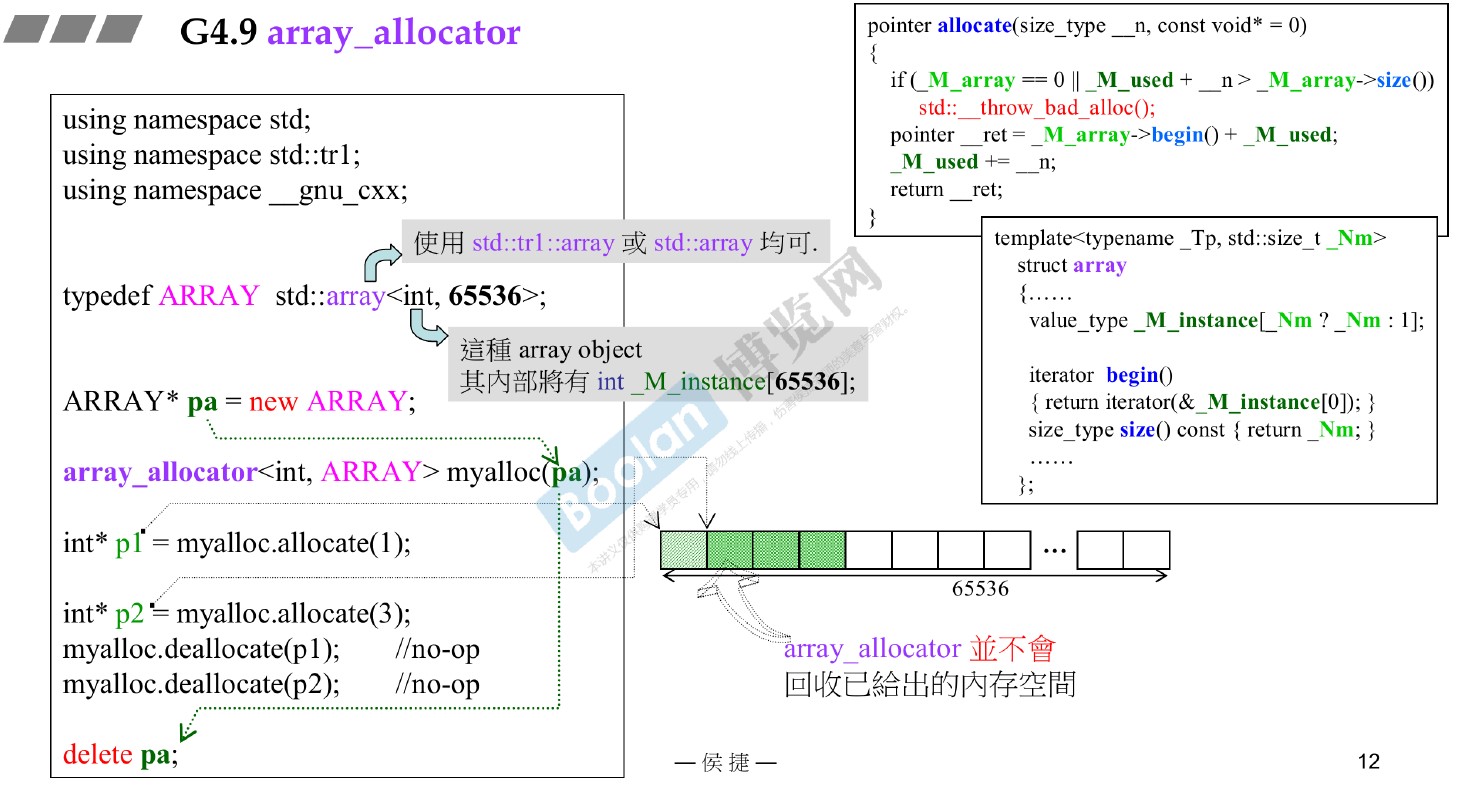 G4.9 array_allocator
using namespace std;
using namespace std::tr1;
using namespace __gnu_cxx;
使用 std::tr1::array 或 std::array 均可.
typedef ARRAY std::array<int, 65536>;
這種 array object
其內部將有 int _M_instance[65536];
ARRAY* pa = new ARRAY;
array_allocator<int, ARRAY> myalloc(pa);
int* p1 = myalloc.allocate(1);
int* p2 = myalloc.allocate(3);
myalloc.deallocate(p1); //no-op
myalloc.deallocate(p2); //no-op
delete pa;
pointer allocate(size_type __n, const void* = 0)
{
if (_M_array == 0 || _M_used + __n > _M_array->size())
std::__throw_bad_alloc();
pointer __ret = _M_array->begin() + _M_used;
_M_used += __n;
return __ret;
}
template<typename _Tp, std::size_t _Nm>
struct array
{……
value_type _M_instance[_Nm ? _Nm : 1];
iterator begin()
{ return iterator(&_M_instance[0]); }
size_type size() const { return _Nm; }
……
};
…
65536
array_allocator 並不會
回收已給出的內存空間
Boolan 博览网
— 侯 捷 —
12